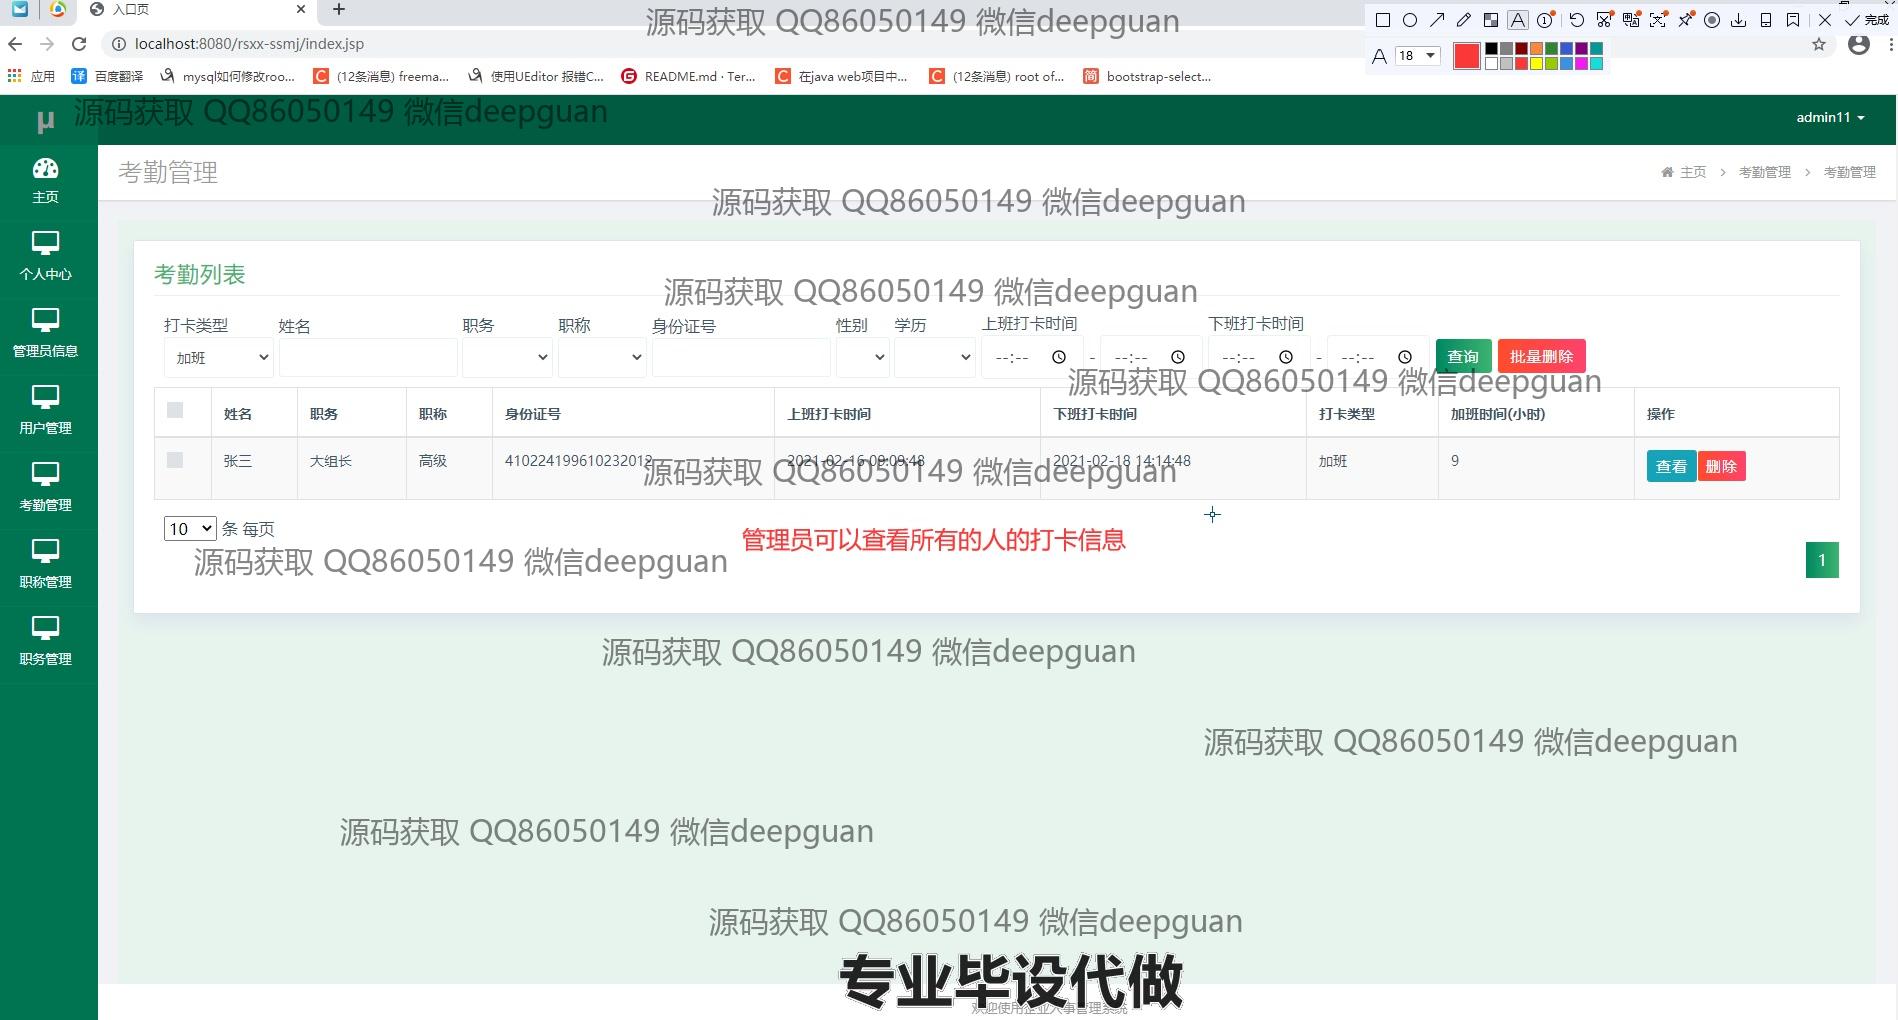 入口页
源码获取 QQ86050149 微信deepguan
18
完成
localhost:8080/rsxx-ssmj/index.jsp
应用
百度翻译
mysql如何修改roo...
(12条消息) freema...
使用UEditor 报错C...
README.md · Ter...
在java web项目中...
(12条消息) root of...
bootstrap-select...
μ
源码获取 QQ86050149 微信deepguan
admin11
主页
考勤管理
主页 > 考勤管理 > 考勤管理
源码获取 QQ86050149 微信deepguan
个人中心
考勤列表
源码获取 QQ86050149 微信deepguan
管理员信息
打卡类型 姓名 职务 职称 身份证号 性别 学历 上班打卡时间 下班打卡时间
加班 --:-- - --:-- --:-- - --:-- 查询 批量删除
源码获取 QQ86050149 微信deepguan
用户管理
姓名 职务 职称 身份证号 上班打卡时间 下班打卡时间 打卡类型 加班时间(小时) 操作
张三 大组长 高级 410224199610232012 2021-02-16 09:09:48 2021-02-18 14:14:48 加班 9 查看 删除
源码获取 QQ86050149 微信deepguan
考勤管理
10 条 每页
管理员可以查看所有的人的打卡信息
源码获取 QQ86050149 微信deepguan
1
职称管理
职务管理
源码获取 QQ86050149 微信deepguan
源码获取 QQ86050149 微信deepguan
源码获取 QQ86050149 微信deepguan
源码获取 QQ86050149 微信deepguan
专业毕设代做
欢迎使用企业人事管理系统